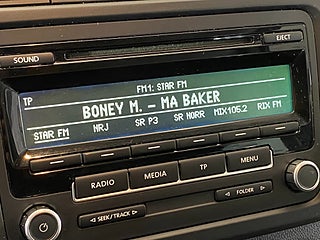 EJECT
SOUND
FM1: STAR FM
TP
BONEY M. - MA BAKER
STAR FM NRJ SR P3 SR NORR MIX105.2 RIX FM
RADIO MEDIA TP MENU
SEEK/TRACK FOLDER